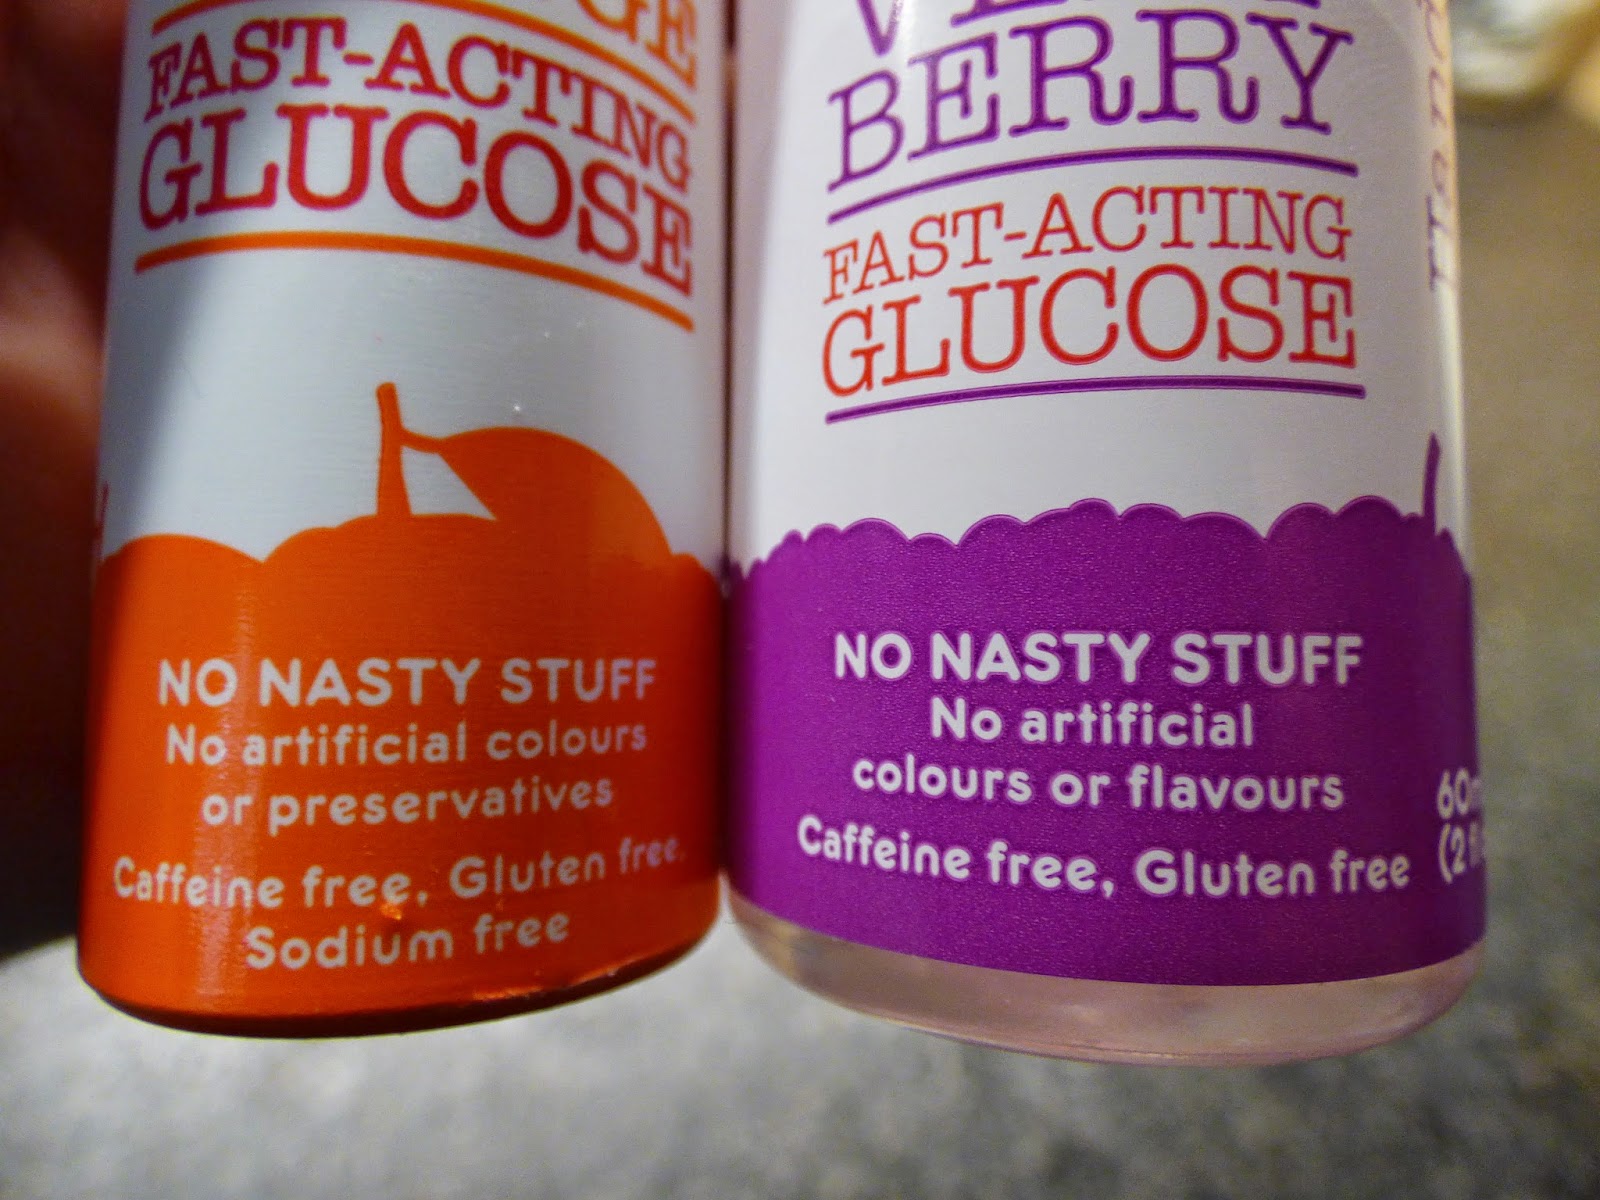 FAST-ACTING
GLUCOSE
NO NASTY STUFF
No artificial colours
or preservatives
Caffeine free, Gluten free,
Sodium free
BERRY
FAST-ACTING
GLUCOSE
NO NASTY STUFF
No artificial
colours or flavours
Caffeine free, Gluten free